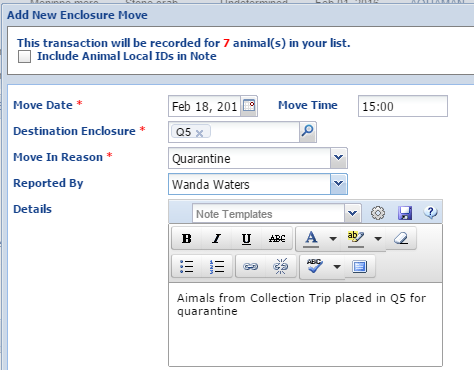 Add New Enclosure Move
This transaction will be recorded for 7 animal(s) in your list.
Include Animal Local IDs in Note
Move Date * Feb 18, 201 Move Time 15:00
Destination Enclosure * Q5
Move In Reason * Quarantine
Reported By Wanda Waters
Details Note Templates
B I U ABC A ab
ABC
Aimals from Collection Trip placed in Q5 for
quarantine